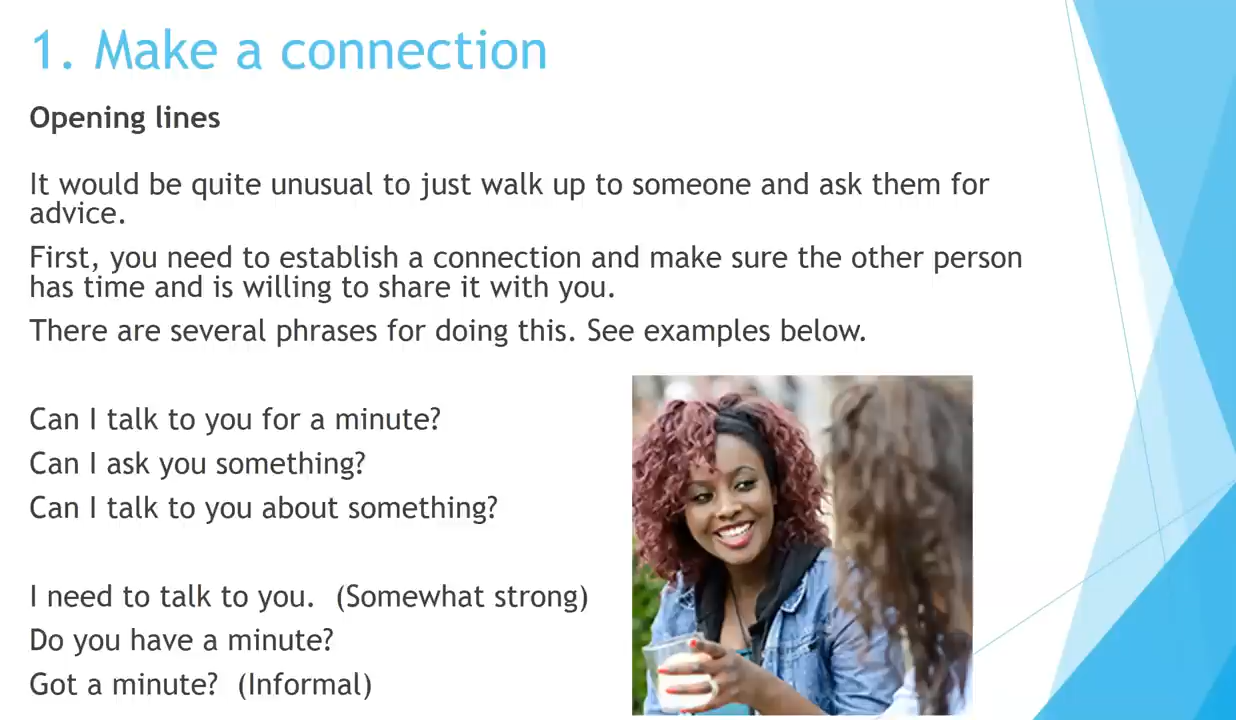 1. Make a connection
Opening lines
It would be quite unusual to just walk up to someone and ask them for
advice.
First, you need to establish a connection and make sure the other person
has time and is willing to share it with you.
There are several phrases for doing this. See examples below.
Can I talk to you for a minute?
Can I ask you something?
Can I talk to you about something?
I need to talk to you.  (Somewhat strong)
Do you have a minute?
Got a minute?  (Informal)